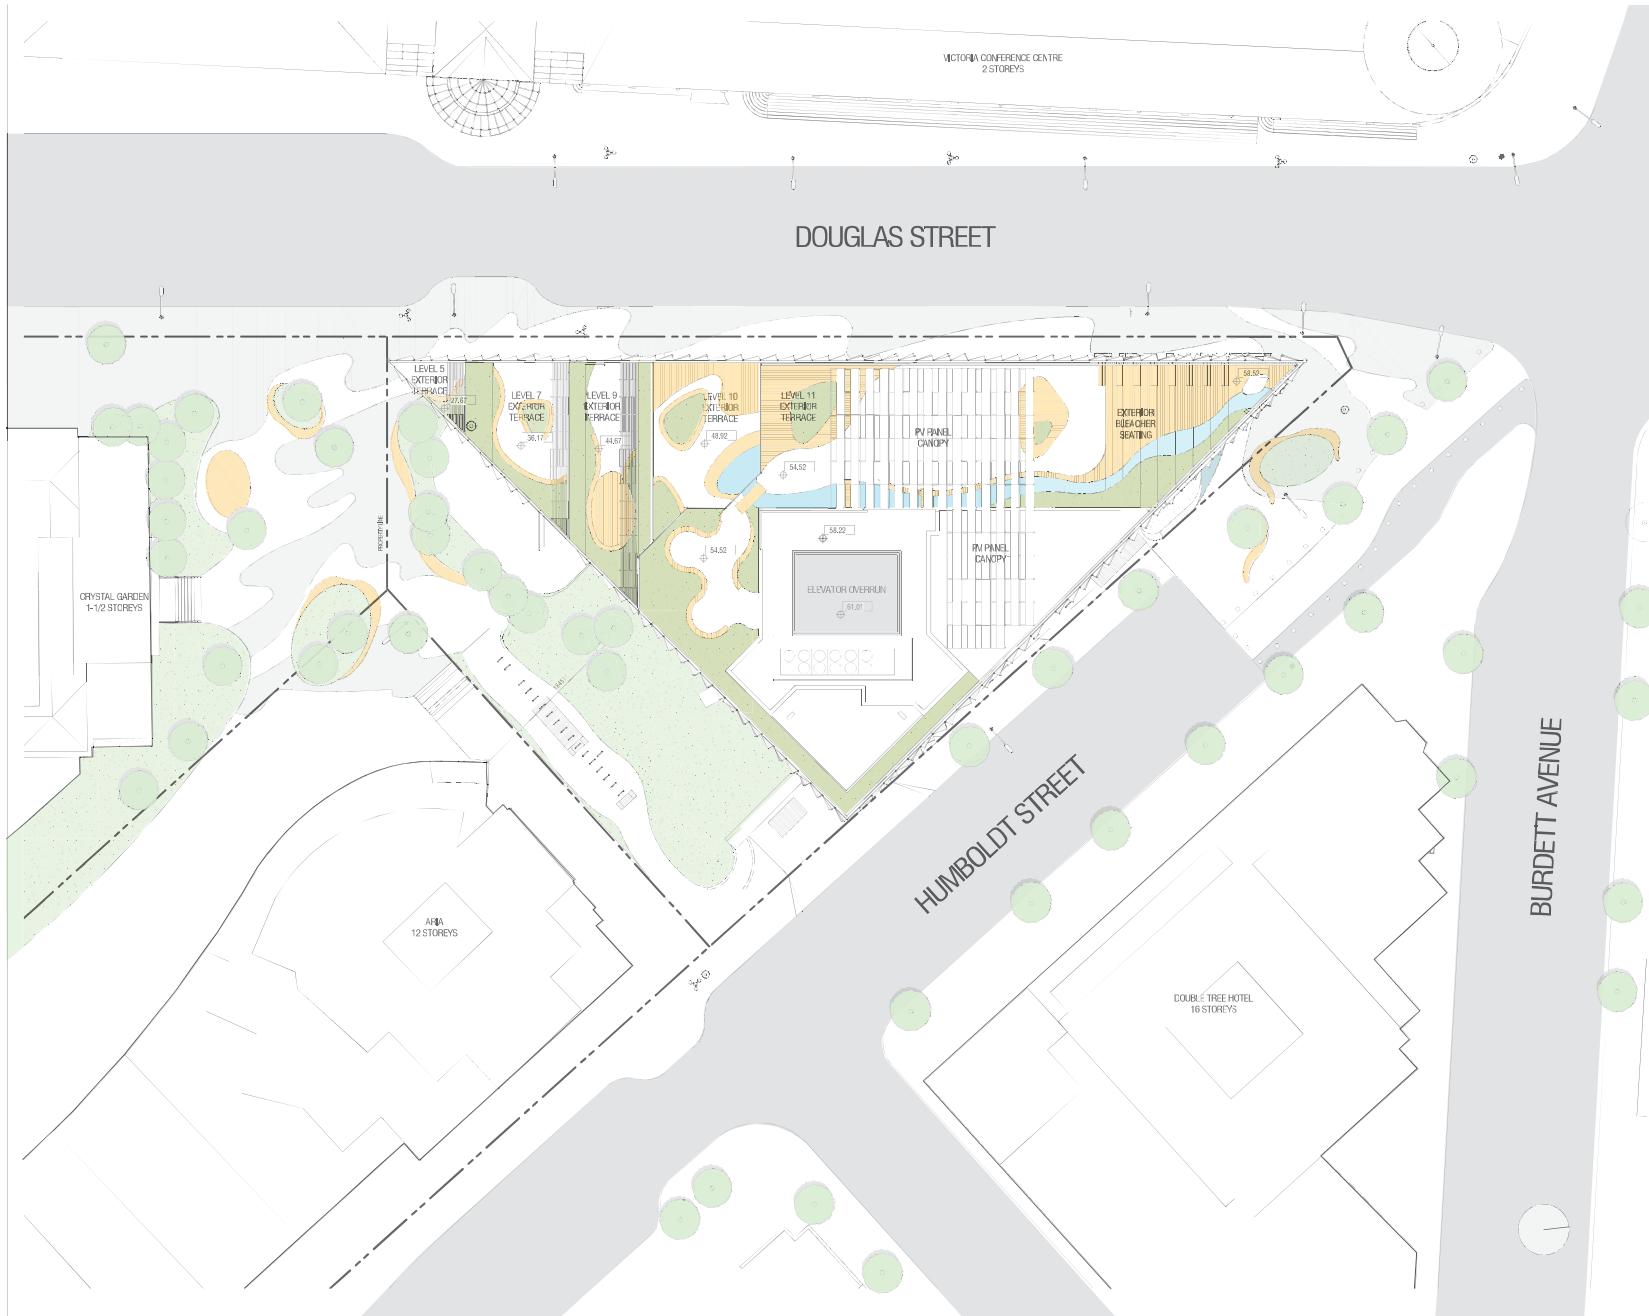 VICTORIA CONFERENCE CENTRE
2 STOREYS
DOUGLAS STREET
LEVEL 5
EXTERIOR
TERRACE
27.67
LEVEL 7
EXTERIOR
TERRACE
36.17
LEVEL 9
EXTERIOR
TERRACE
44.67
LEVEL 10
EXTERIOR
TERRACE
48.92
LEVEL 11
EXTERIOR
TERRACE
54.52
PV PANEL
CANOPY
EXTERIOR
BLEACHER
SEATING
58.52
PROPERTY LINE
54.52
58.22
PV PANEL
CANOPY
ELEVATOR OVERRUN
61.01
CRYSTAL GARDEN
1-1/2 STOREYS
HUMBOLDT STREET
BURDETT AVENUE
ARIA
12 STOREYS
DOUBLE TREE HOTEL
16 STOREYS